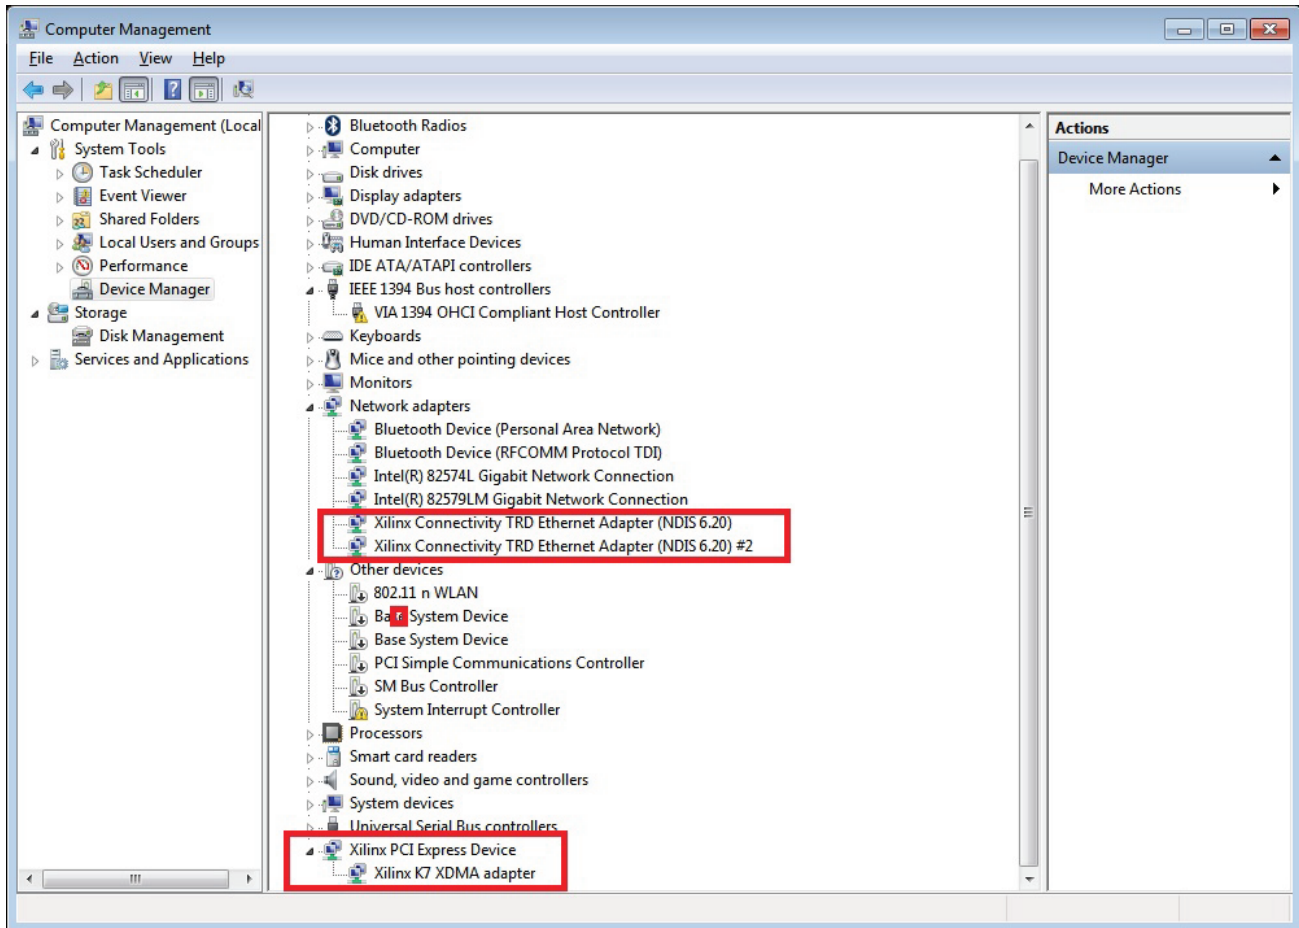 Computer Management
File Action View Help
Computer Management (Local
System Tools
Task Scheduler
Event Viewer
Shared Folders
Local Users and Groups
Performance
Device Manager
Storage
Disk Management
Services and Applications
Bluetooth Radios
Computer
Disk drives
Display adapters
DVD/CD-ROM drives
Human Interface Devices
IDE ATA/ATAPI controllers
IEEE 1394 Bus host controllers
VIA 1394 OHCI Compliant Host Controller
Keyboards
Mice and other pointing devices
Monitors
Network adapters
Bluetooth Device (Personal Area Network)
Bluetooth Device (RFCOMM Protocol TDI)
Intel(R) 82574L Gigabit Network Connection
Intel(R) 82579LM Gigabit Network Connection
Xilinx Connectivity TRD Ethernet Adapter (NDIS 6.20)
Xilinx Connectivity TRD Ethernet Adapter (NDIS 6.20) #2
Other devices
802.11 n WLAN
Base System Device
Base System Device
PCI Simple Communications Controller
SM Bus Controller
System Interrupt Controller
Processors
Smart card readers
Sound, video and game controllers
System devices
Universal Serial Bus controllers
Xilinx PCI Express Device
Xilinx K7 XDMA adapter
Actions
Device Manager
More Actions